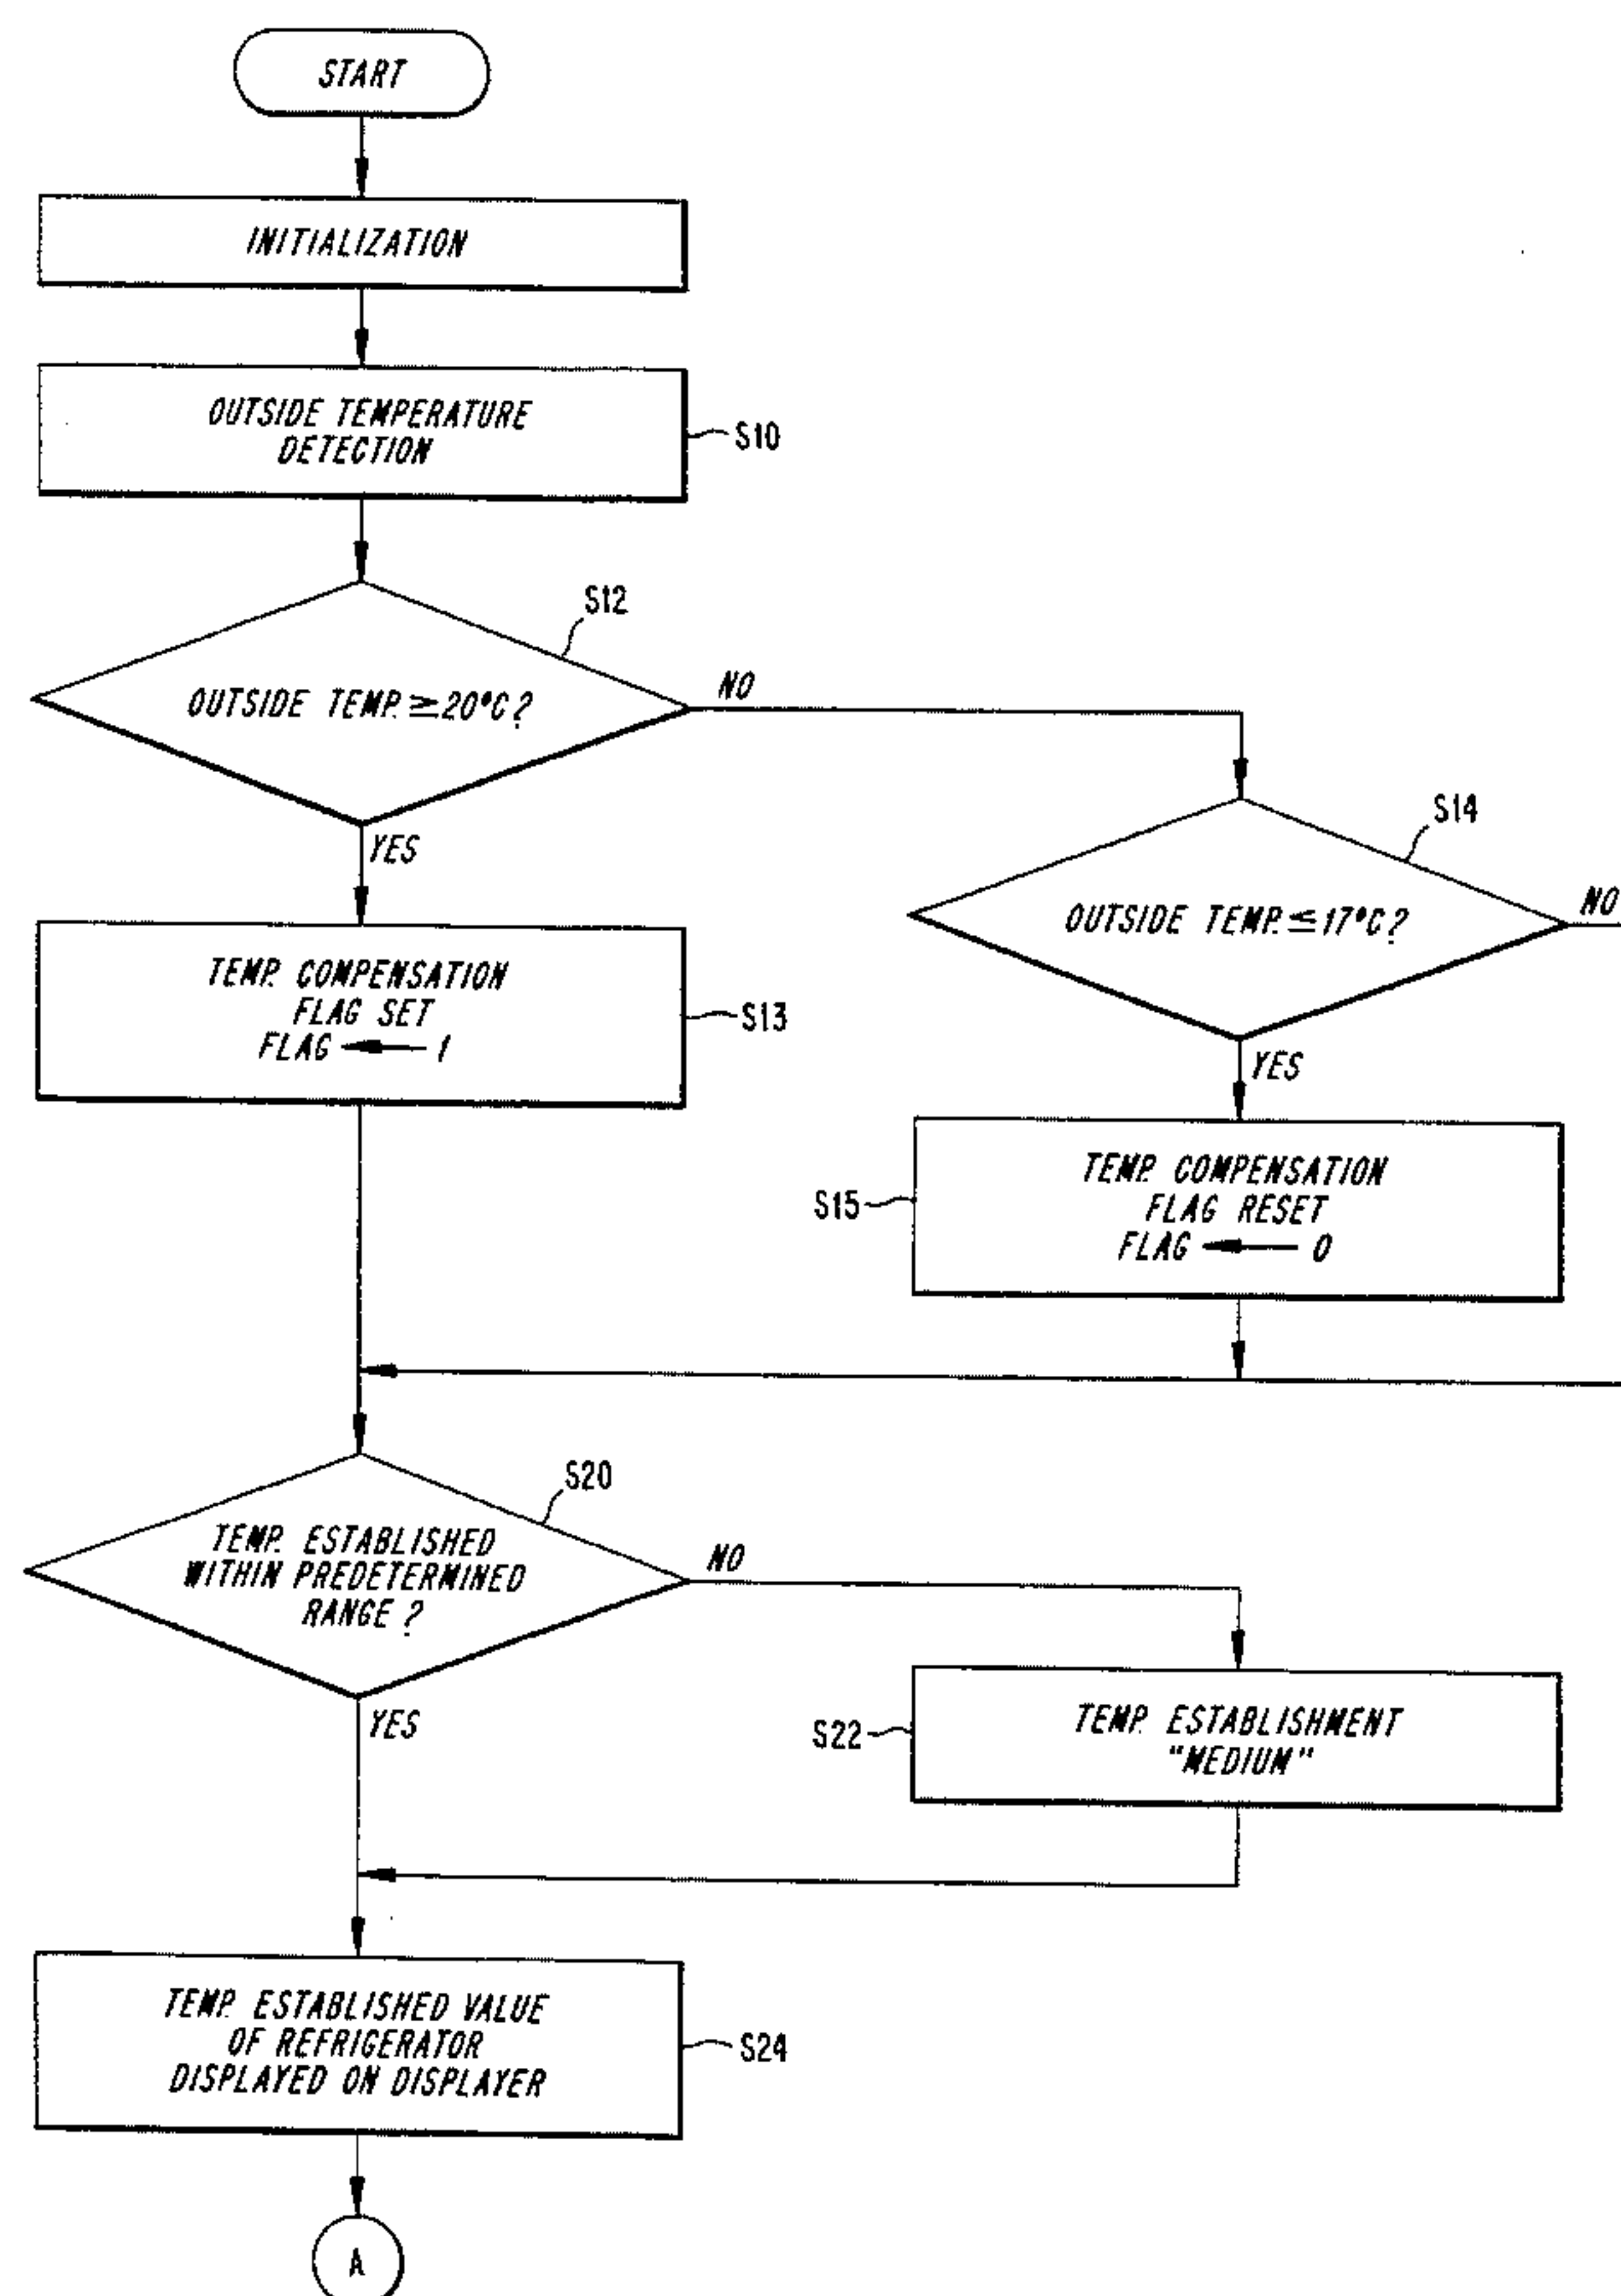 START
INITIALIZATION
OUTSIDE TEMPERATURE
DETECTION
S10
S12
OUTSIDE TEMP. ≧ 20°C?
NO
YES
S14
OUTSIDE TEMP. ≦ 17°C?
NO
YES
TEMP. COMPENSATION
FLAG SET
FLAG ← 1
S13
TEMP. COMPENSATION
FLAG RESET
FLAG ← 0
S15
S20
TEMP. ESTABLISHED
WITHIN PREDETERMINED
RANGE ?
NO
YES
S22
TEMP. ESTABLISHMENT
"MEDIUM"
TEMP. ESTABLISHED VALUE
OF REFRIGERATOR
DISPLAYED ON DISPLAYER
S24
A